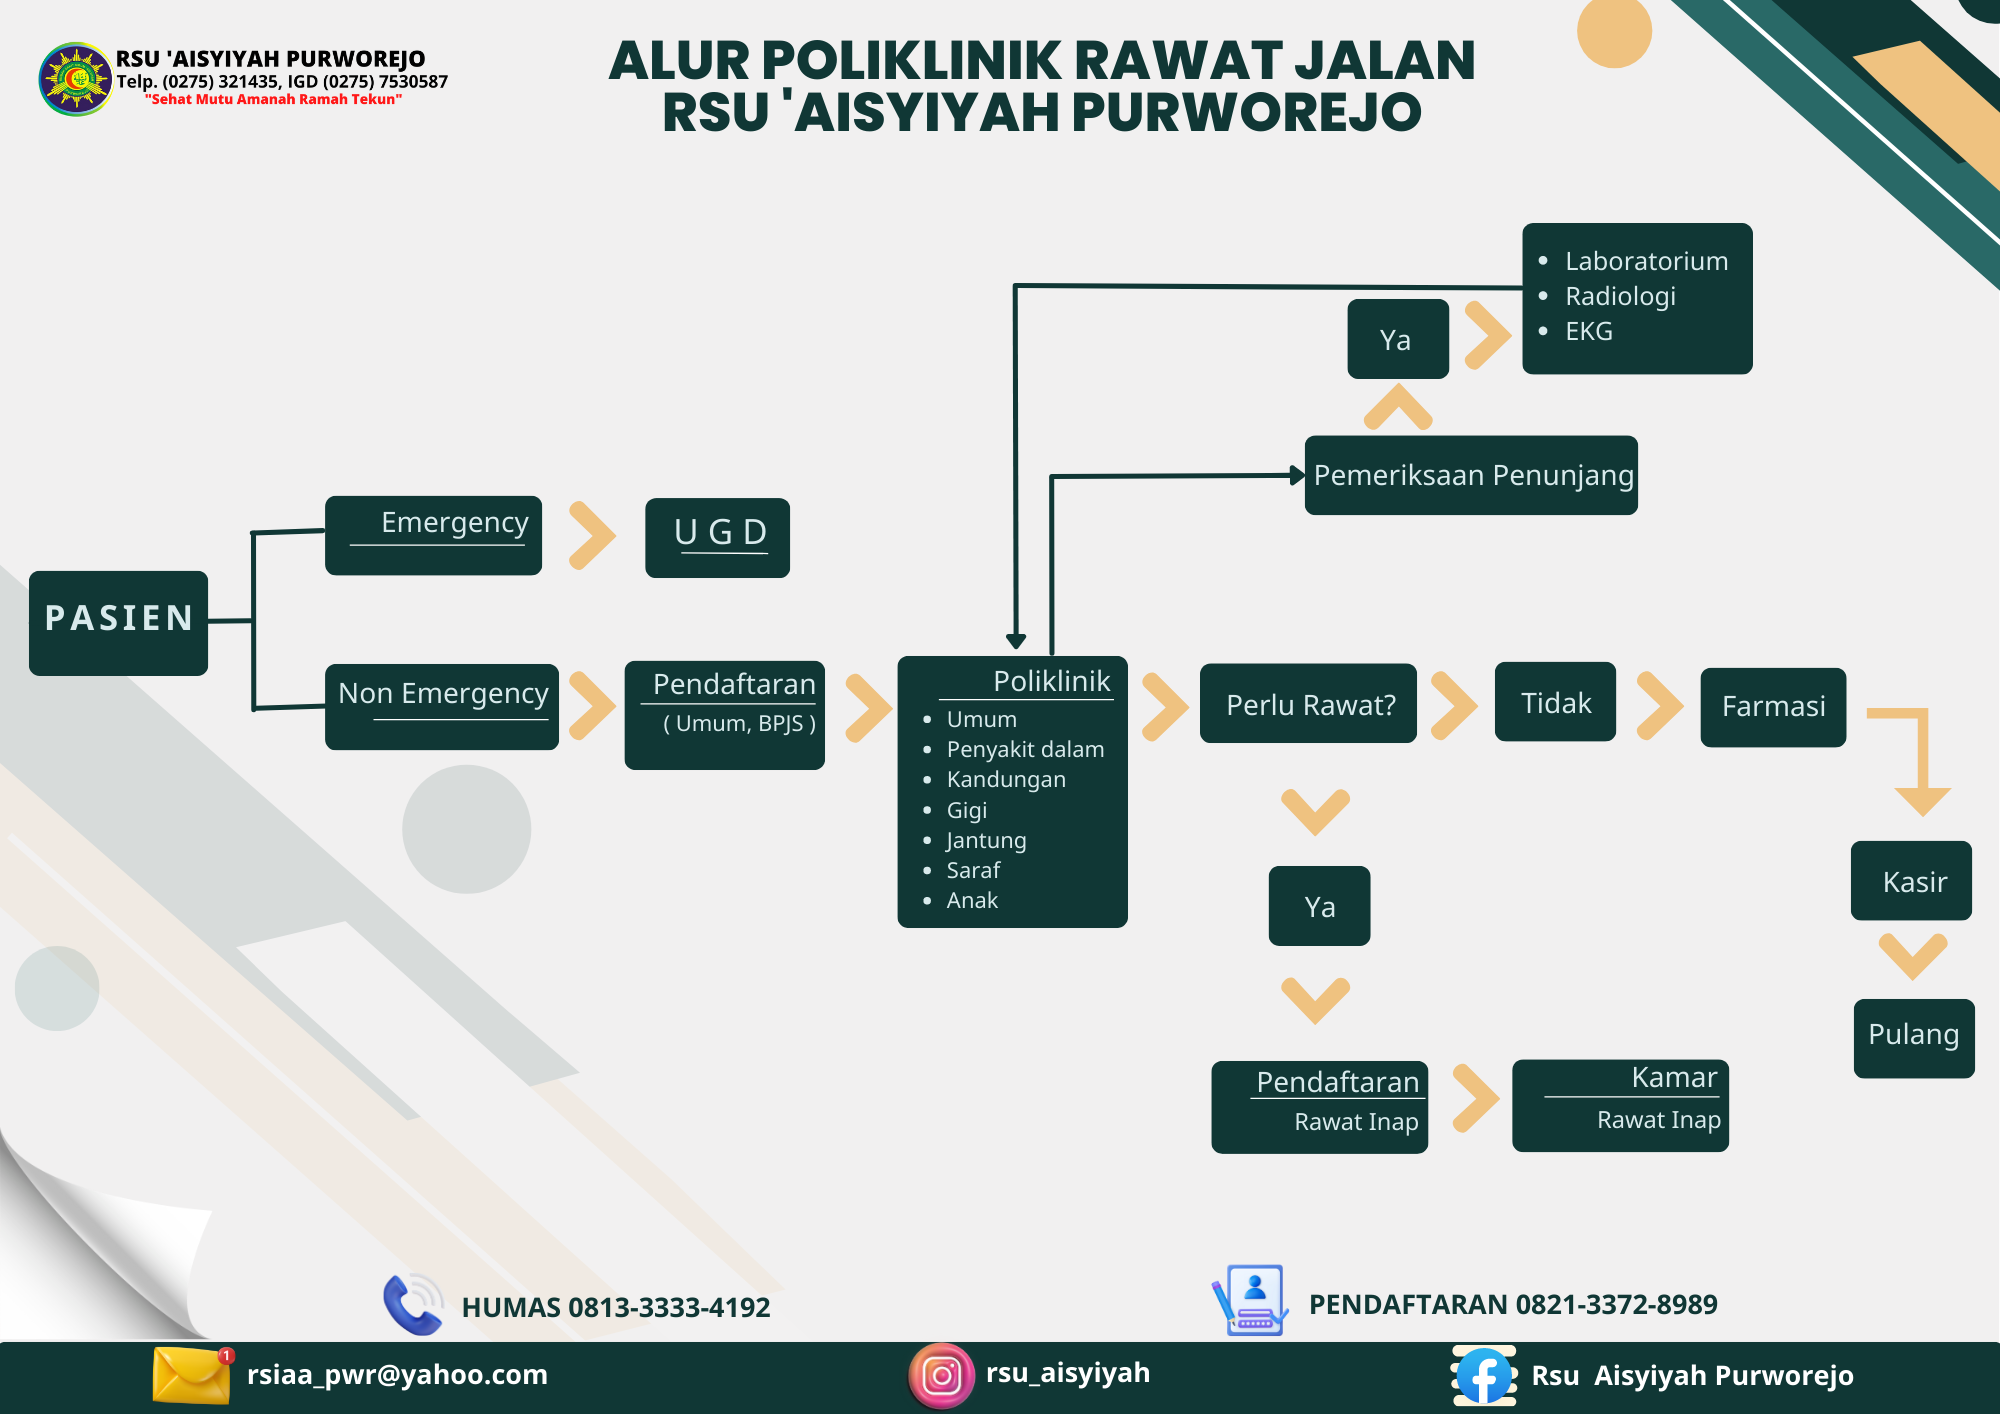 RSU 'AISYIYAH PURWOREJO
Telp. (0275) 321435, IGD (0275) 7530587
"Sehat Mutu Amanah Ramah Tekun"
ALUR POLIKLINIK RAWAT JALAN
RSU 'AISYIYAH PURWOREJO
Laboratorium
Radiologi
EKG
Ya
Pemeriksaan Penunjang
PASIEN
Emergency
U G D
Non Emergency
Pendaftaran
( Umum, BPJS )
Poliklinik
Umum
Penyakit dalam
Kandungan
Gigi
Jantung
Saraf
Anak
Perlu Rawat?
Tidak
Farmasi
Kasir
Pulang
Ya
Pendaftaran
Rawat Inap
Kamar
Rawat Inap
HUMAS 0813-3333-4192
PENDAFTARAN 0821-3372-8989
1
rsiaa_pwr@yahoo.com
rsu_aisyiyah
Rsu Aisyiyah Purworejo